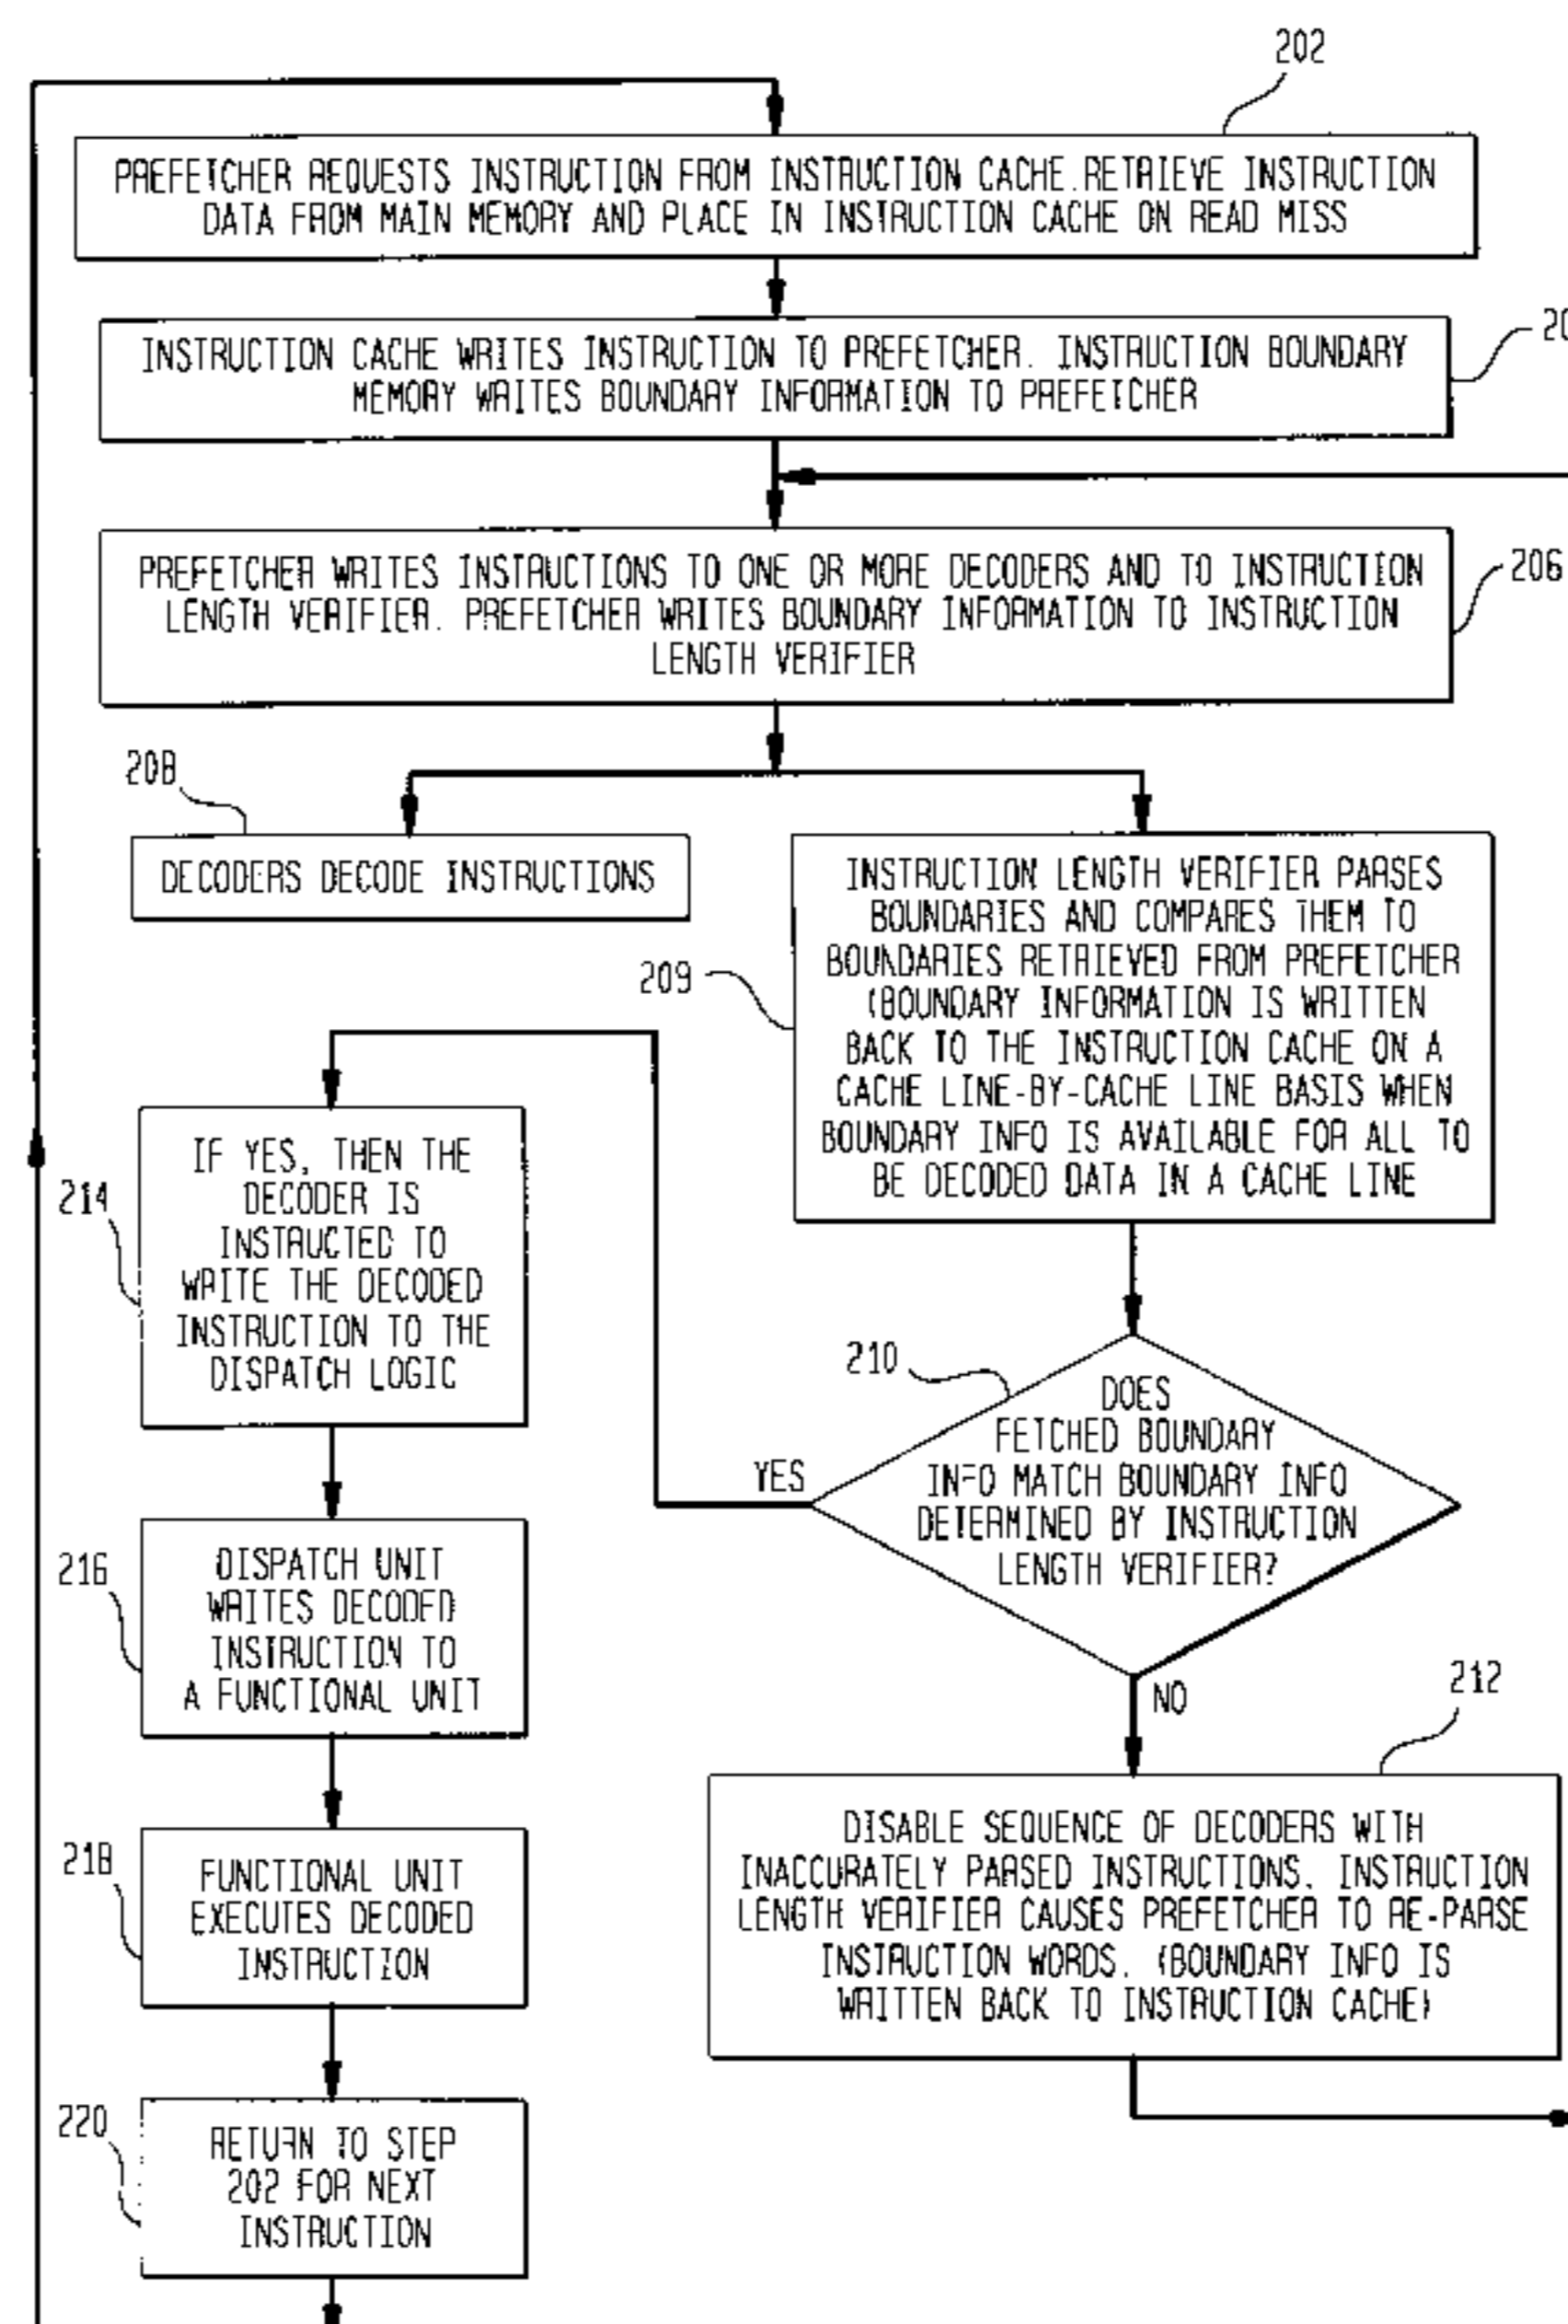 202
PREFETCHER REQUESTS INSTRUCTION FROM INSTRUCTION CACHE.RETRIEVE INSTRUCTION
DATA FROM MAIN MEMORY AND PLACE IN INSTRUCTION CACHE ON READ MISS
20
INSTRUCTION CACHE WRITES INSTRUCTION TO PREFETCHER. INSTRUCTION BOUNDARY
MEMORY WRITES BOUNDARY INFORMATION TO PREFETCHER
206
PREFETCHER WRITES INSTRUCTIONS TO ONE OR MORE DECODERS AND TO INSTRUCTION
LENGTH VERIFIER. PREFETCHER WRITES BOUNDARY INFORMATION TO INSTRUCTION
LENGTH VERIFIER
208
DECODERS DECODE INSTRUCTIONS
209
INSTRUCTION LENGTH VERIFIER PARSES
BOUNDARIES AND COMPARES THEM TO
BOUNDARIES RETRIEVED FROM PREFETCHER
(BOUNDARY INFORMATION IS WRITTEN
BACK TO THE INSTRUCTION CACHE ON A
CACHE LINE-BY-CACHE LINE BASIS WHEN
BOUNDARY INFO IS AVAILABLE FOR ALL TO
BE DECODED DATA IN A CACHE LINE
210
DOES
FETCHED BOUNDARY
INFO MATCH BOUNDARY INFO
DETERMINED BY INSTRUCTION
LENGTH VERIFIER?
YES
NO
212
DISABLE SEQUENCE OF DECODERS WITH
INACCURATELY PARSED INSTRUCTIONS. INSTRUCTION
LENGTH VERIFIER CAUSES PREFETCHER TO RE-PARSE
INSTRUCTION WORDS. (BOUNDARY INFO IS
WRITTEN BACK TO INSTRUCTION CACHE)
214
IF YES, THEN THE
DECODER IS
INSTRUCTED TO
WRITE THE DECODED
INSTRUCTION TO THE
DISPATCH LOGIC
216
DISPATCH UNIT
WRITES DECODED
INSTRUCTION TO
A FUNCTIONAL UNIT
218
FUNCTIONAL UNIT
EXECUTES DECODED
INSTRUCTION
220
RETURN TO STEP
202 FOR NEXT
INSTRUCTION